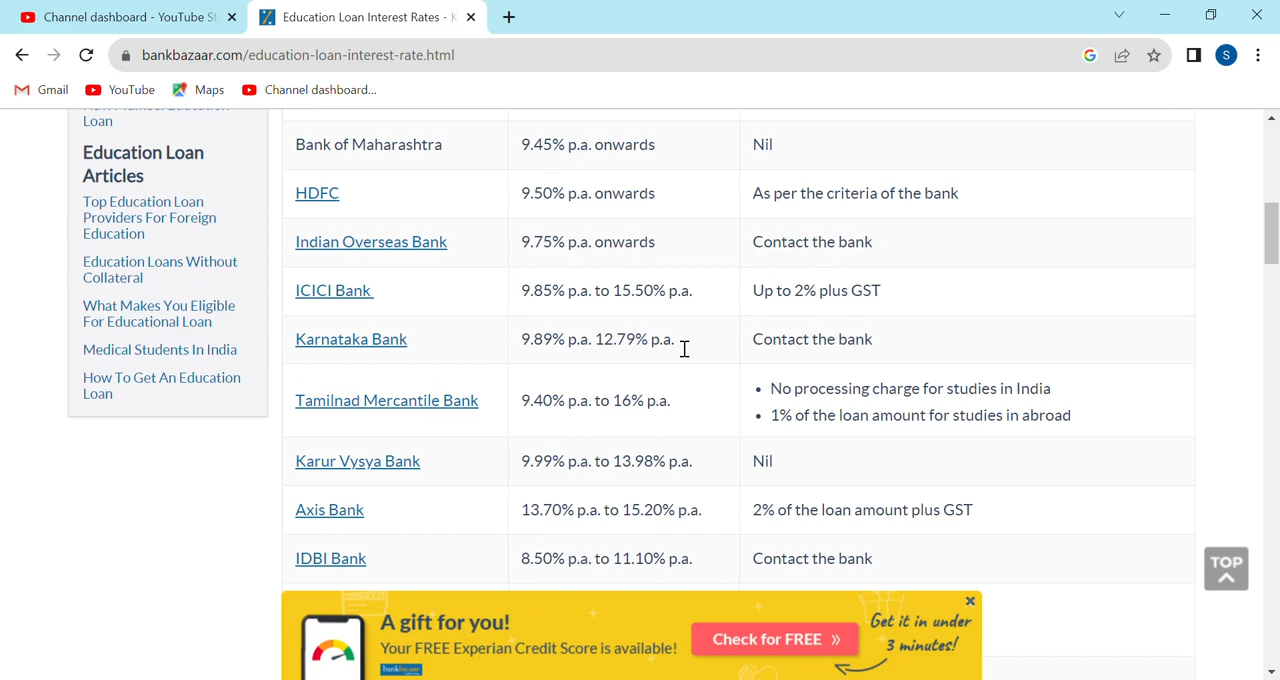 Channel dashboard - YouTube St
Education Loan Interest Rates - K
bankbazaar.com/education-loan-interest-rate.html
S
Gmail
YouTube
Maps
Channel dashboard...
Loan
Education Loan
Articles
Top Education Loan
Providers For Foreign
Education
Education Loans Without
Collateral
What Makes You Eligible
For Educational Loan
Medical Students In India
How To Get An Education
Loan
Bank of Maharashtra 9.45% p.a. onwards Nil
HDFC 9.50% p.a. onwards As per the criteria of the bank
Indian Overseas Bank 9.75% p.a. onwards Contact the bank
ICICI Bank 9.85% p.a. to 15.50% p.a. Up to 2% plus GST
Karnataka Bank 9.89% p.a. 12.79% p.a. Contact the bank
Tamilnad Mercantile Bank 9.40% p.a. to 16% p.a.
• No processing charge for studies in India
• 1% of the loan amount for studies in abroad
Karur Vysya Bank 9.99% p.a. to 13.98% p.a. Nil
Axis Bank 13.70% p.a. to 15.20% p.a. 2% of the loan amount plus GST
IDBI Bank 8.50% p.a. to 11.10% p.a. Contact the bank
TOP
A gift for you!
Your FREE Experian Credit Score is available!
bankbazaar
Check for FREE »
Get it in under
3 minutes!